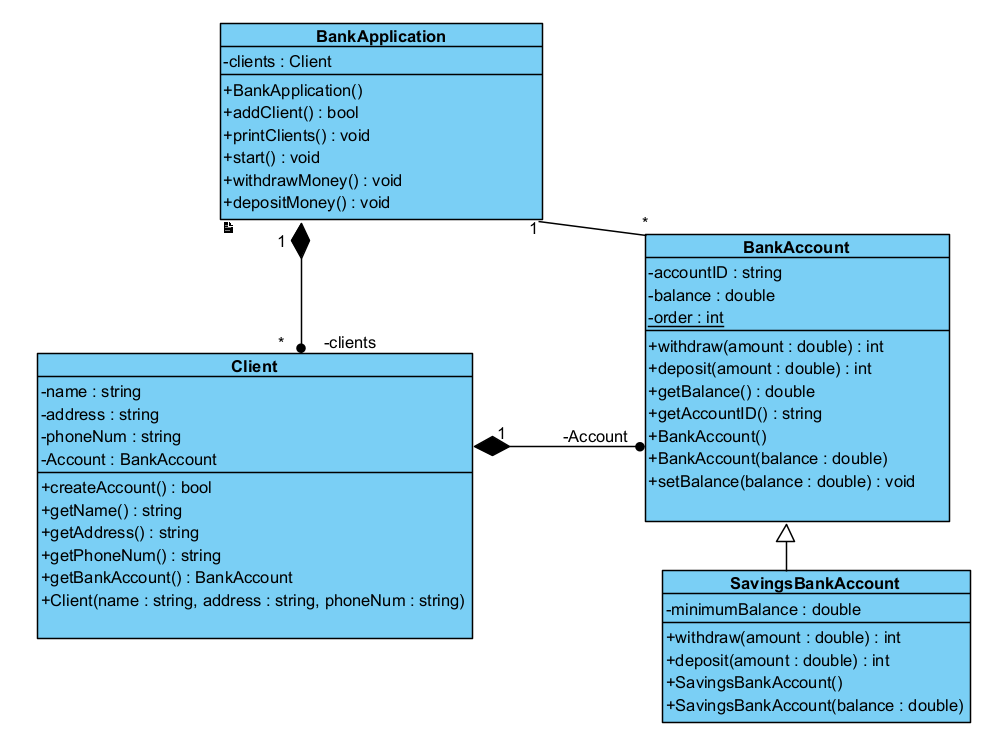 BankApplication
-clients : Client
+BankApplication()
+addClient() : bool
+printClients() : void
+start() : void
+withdrawMoney() : void
+depositMoney() : void
1
*
1
*
-clients
BankAccount
-accountID : string
-balance : double
-order : int
+withdraw(amount : double) : int
+deposit(amount : double) : int
+getBalance() : double
+getAccountID() : string
+BankAccount()
+BankAccount(balance : double)
+setBalance(balance : double) : void
Client
-name : string
-address : string
-phoneNum : string
-Account : BankAccount
+createAccount() : bool
+getName() : string
+getAddress() : string
+getPhoneNum() : string
+getBankAccount() : BankAccount
+Client(name : string, address : string, phoneNum : string)
1
-Account
SavingsBankAccount
-minimumBalance : double
+withdraw(amount : double) : int
+deposit(amount : double) : int
+SavingsBankAccount()
+SavingsBankAccount(balance : double)